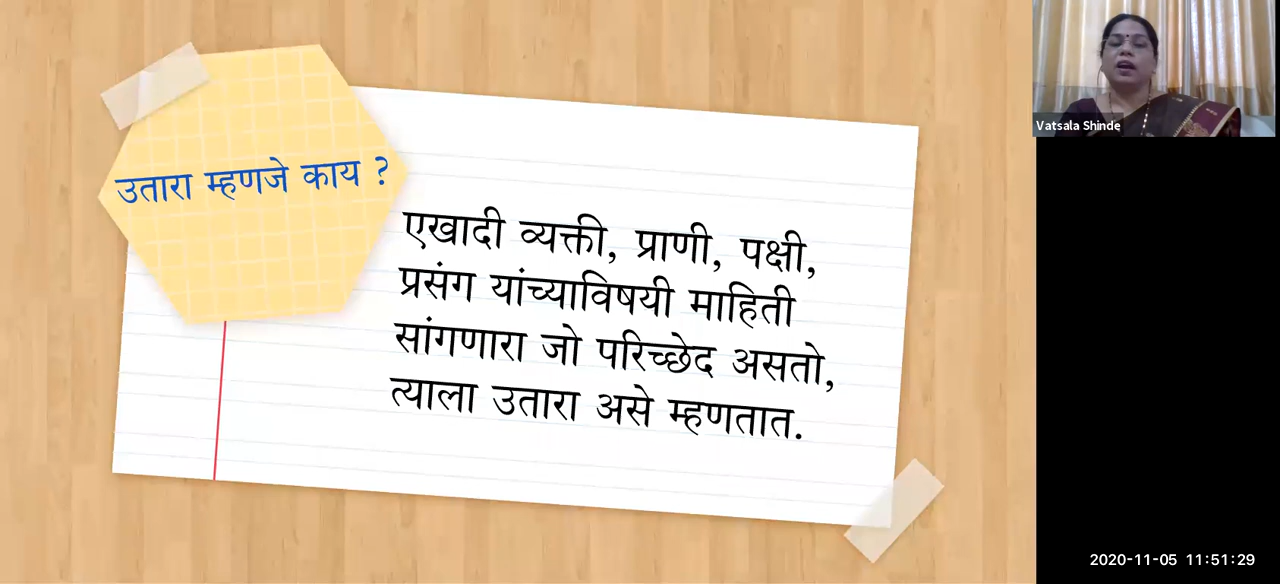 उतारा म्हणजे काय ?
एखादी व्यक्ती, प्राणी, पक्षी,
प्रसंग यांच्याविषयी माहिती
सांगणारा जो परिच्छेद असतो,
त्याला उतारा असे म्हणतात.
Vatsala Shinde
2020-11-05 11:51:29